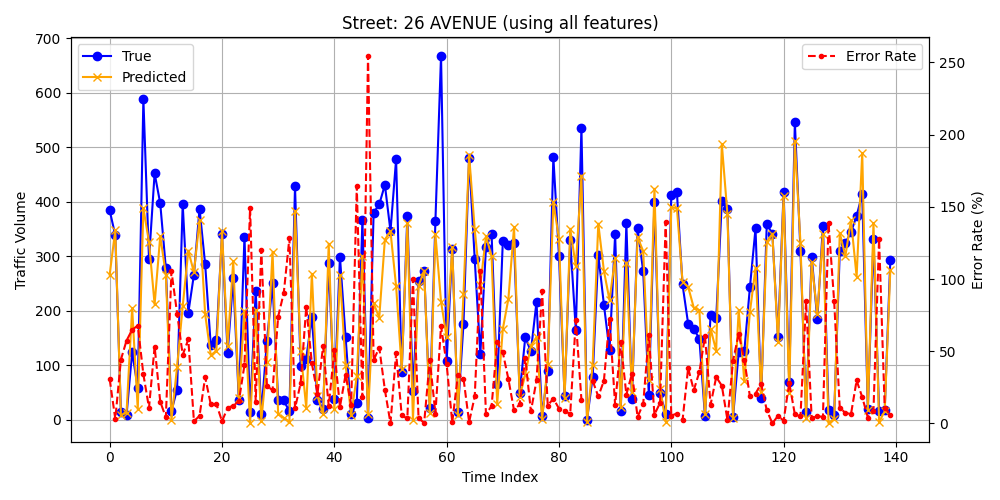 Street: 26 AVENUE (using all features)
True
Predicted
Error Rate
Traffic Volume
700
600
500
400
300
200
100
0
250
200
150
100
50
0
Error Rate (%)
0 20 40 60 80 100 120 140
Time Index